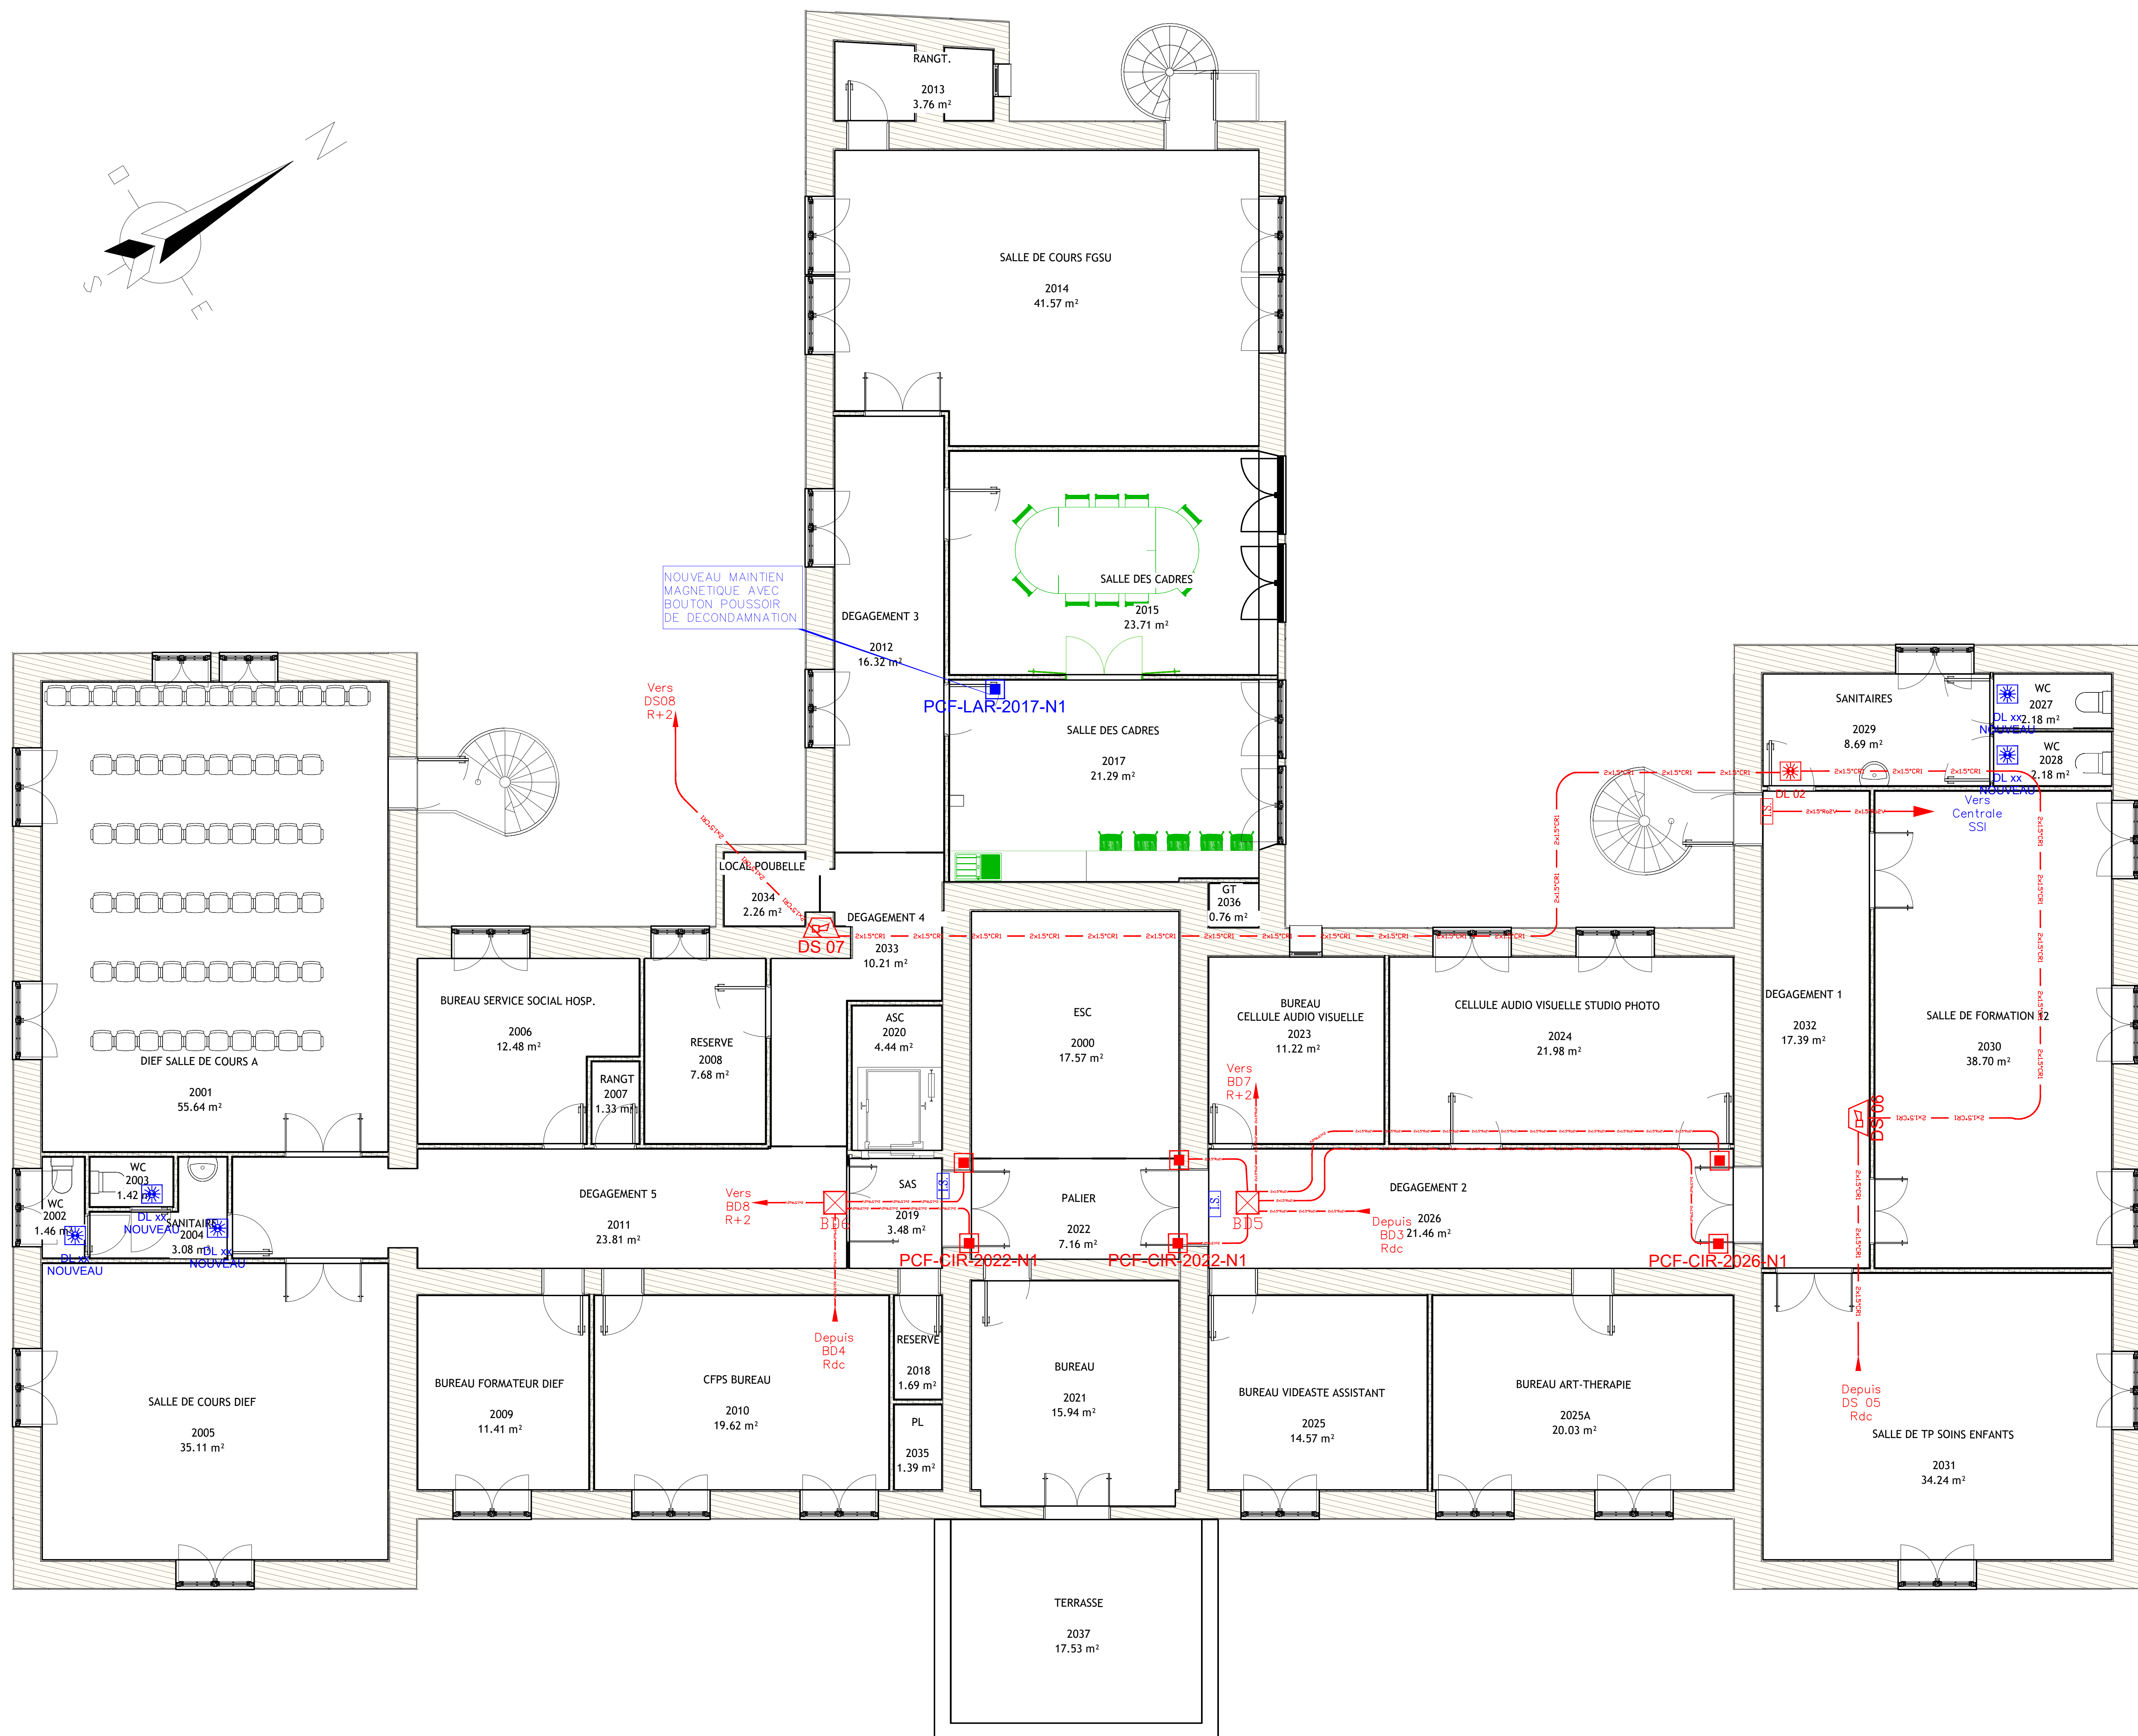 RANGT.
2013
3.76 m²
N
O
S
E
SALLE DE COURS FGSU
2014
41.57 m²
NOUVEAU MAINTIEN
MAGNETIQUE AVEC
BOUTON POUSSOIR
DE DECONDAMNATION
DEGAGEMENT 3
2012
16.32 m²
SALLE DES CADRES
2015
23.71 m²
PCF-LAR-2017-N1
SALLE DES CADRES
2017
21.29 m²
Vers
DS08
R+2
SANITAIRES
2029
8.69 m²
WC
2027
2.18 m²
DL xx
NOUVEAU
WC
2028
2.18 m²
DL xx
NOUVEAU
DL 02
I.S.
2x1.5²Ro2V
2x1.5²Ro2V
Vers
Centrale
SSI
2x1.5²CR1
LOCAL POUBELLE
2034
2.26 m²
DS 07
DEGAGEMENT 4
2033
10.21 m²
GT
2036
0.76 m²
2x1.5²CR1
DIEF SALLE DE COURS A
2001
55.64 m²
BUREAU SERVICE SOCIAL HOSP.
2006
12.48 m²
RANGT
2007
1.33 m²
RESERVE
2008
7.68 m²
ASC
2020
4.44 m²
ESC
2000
17.57 m²
BUREAU
CELLULE AUDIO VISUELLE
2023
11.22 m²
Vers
BD7
R+2
CELLULE AUDIO VISUELLE STUDIO PHOTO
2024
21.98 m²
DEGAGEMENT 1
2032
17.39 m²
SALLE DE FORMATION 12
2030
38.70 m²
DS 06
WC
2003
1.42 m²
DL xx
NOUVEAU
WC
2002
1.46 m²
DL xx
NOUVEAU
SANITAIRE
2004
3.08 m²
DL xx
NOUVEAU
DEGAGEMENT 5
2011
23.81 m²
Vers
BD8
R+2
BD6
SAS
2019
3.48 m²
I.S.
PCF-CIR-2022-N1
PALIER
2022
7.16 m²
PCF-CIR-2022-N1
I.S.
BD5
Depuis
BD3
Rdc
DEGAGEMENT 2
2026
21.46 m²
PCF-CIR-2026-N1
SALLE DE COURS DIEF
2005
35.11 m²
BUREAU FORMATEUR DIEF
2009
11.41 m²
CFPS BUREAU
2010
19.62 m²
Depuis
BD4
Rdc
RESERVE
2018
1.69 m²
PL
2035
1.39 m²
BUREAU
2021
15.94 m²
BUREAU VIDEASTE ASSISTANT
2025
14.57 m²
BUREAU ART-THERAPIE
2025A
20.03 m²
Depuis
DS 05
Rdc
SALLE DE TP SOINS ENFANTS
2031
34.24 m²
TERRASSE
2037
17.53 m²